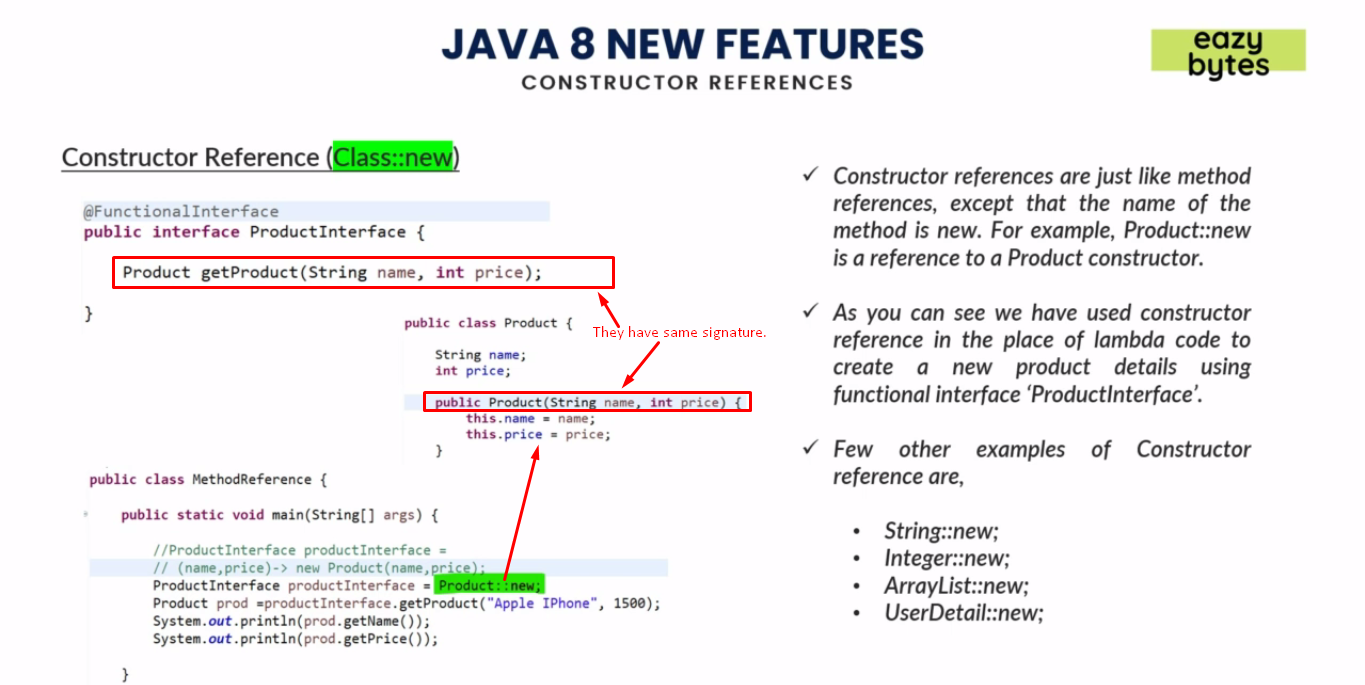 JAVA 8 NEW FEATURES
CONSTRUCTOR REFERENCES
eazy
bytes
Constructor Reference (Class::new)
@FunctionalInterface
public interface ProductInterface {
Product getProduct(String name, int price);
}
public class Product {
They have same signature.
String name;
int price;
public Product(String name, int price) {
this.name = name;
this.price = price;
}
public class MethodReference {
public static void main(String[] args) {
//ProductInterface productInterface =
// (name,price)-> new Product(name,price);
ProductInterface productInterface = Product::new;
Product prod =productInterface.getProduct("Apple IPhone", 1500);
System.out.println(prod.getName());
System.out.println(prod.getPrice());
}
✓ Constructor references are just like method
references, except that the name of the
method is new. For example, Product::new
is a reference to a Product constructor.
✓ As you can see we have used constructor
reference in the place of lambda code to
create a new product details using
functional interface ‘ProductInterface’.
✓ Few other examples of Constructor
reference are,
• String::new;
• Integer::new;
• ArrayList::new;
• UserDetail::new;